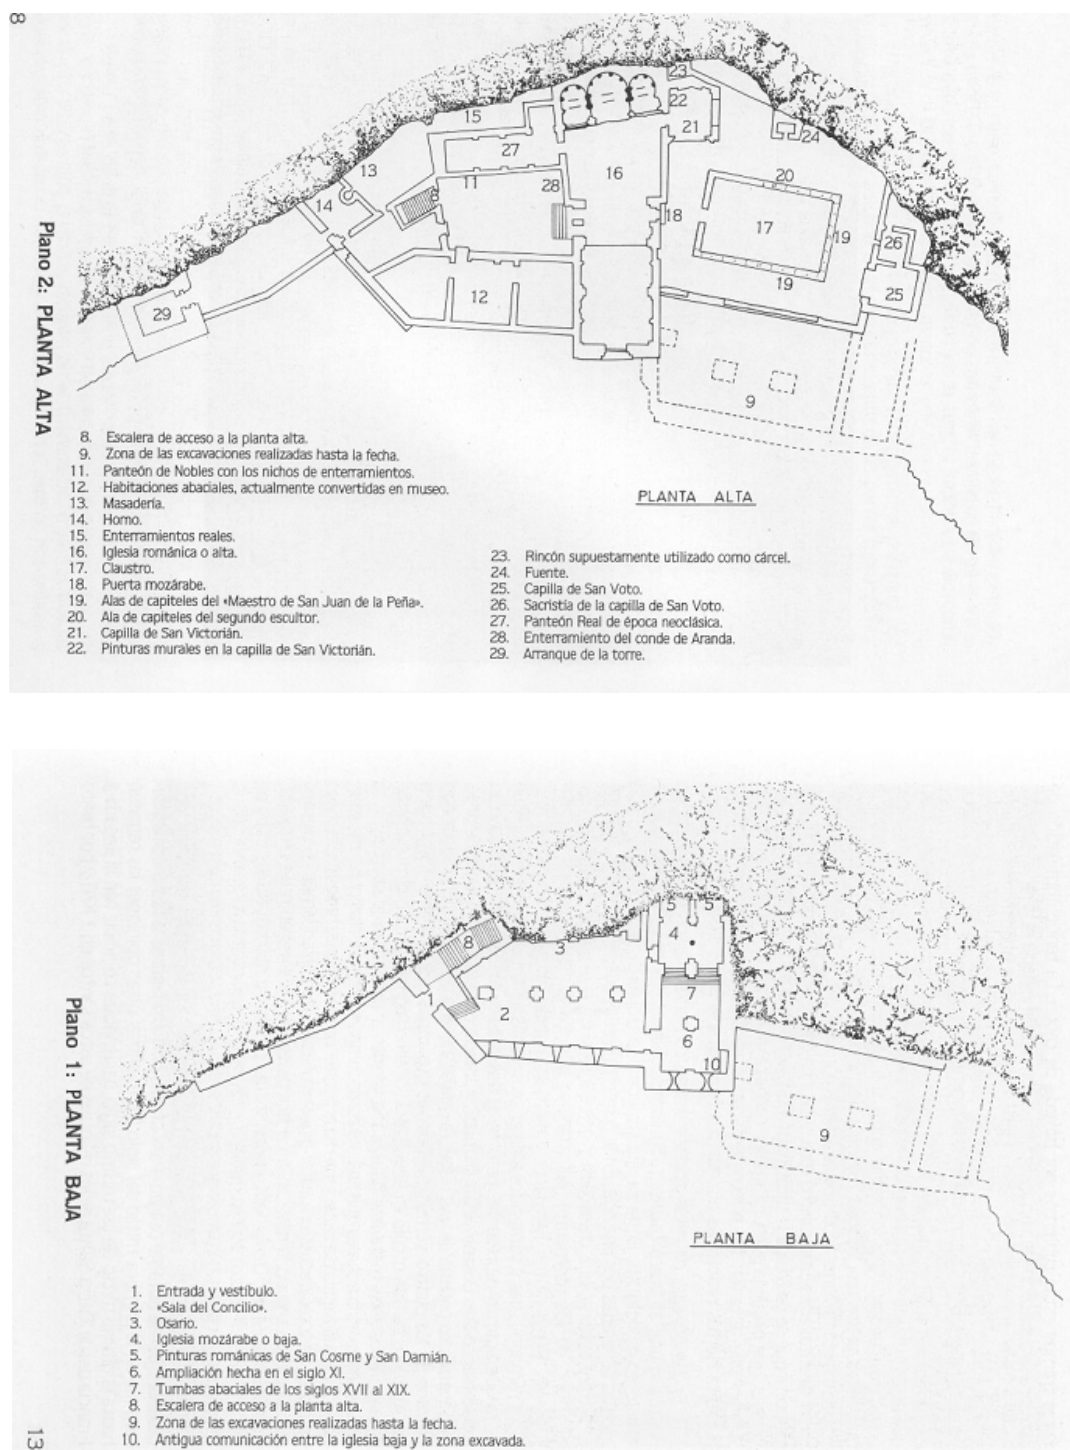 8
Plano 2: PLANTA ALTA
23
22
15
21
24
27
13
16
20
11
28
8
14
18
17
19
26
12
19
25
29
9
PLANTA ALTA
8. Escalera de acceso a la planta alta.
9. Zona de las excavaciones realizadas hasta la fecha.
11. Panteón de Nobles con los nichos de enterramientos.
12. Habitaciones abaciales, actualmente convertidas en museo.
13. Masadería.
14. Horno.
15. Enterramientos reales.
16. Iglesia románica o alta.
17. Claustro.
18. Puerta mozárabe.
19. Alas de capiteles del «Maestro de San Juan de la Peña».
20. Ala de capiteles del segundo escultor.
21. Capilla de San Victorián.
22. Pinturas murales en la capilla de San Victorián.
23. Rincón supuestamente utilizado como cárcel.
24. Fuente.
25. Capilla de San Voto.
26. Sacristía de la capilla de San Voto.
27. Panteón Real de época neoclásica.
28. Enterramiento del conde de Aranda.
29. Arranque de la torre.
Plano 1: PLANTA BAJA
5
5
4
8
3
1
7
2
6
10
9
PLANTA BAJA
1. Entrada y vestíbulo.
2. «Sala del Concilio».
3. Osario.
4. Iglesia mozárabe o baja.
5. Pinturas románicas de San Cosme y San Damián.
6. Ampliación hecha en el siglo XI.
7. Tumbas abaciales de los siglos XVII al XIX.
8. Escalera de acceso a la planta alta.
9. Zona de las excavaciones realizadas hasta la fecha.
10. Antigua comunicación entre la iglesia baja y la zona excavada.
13